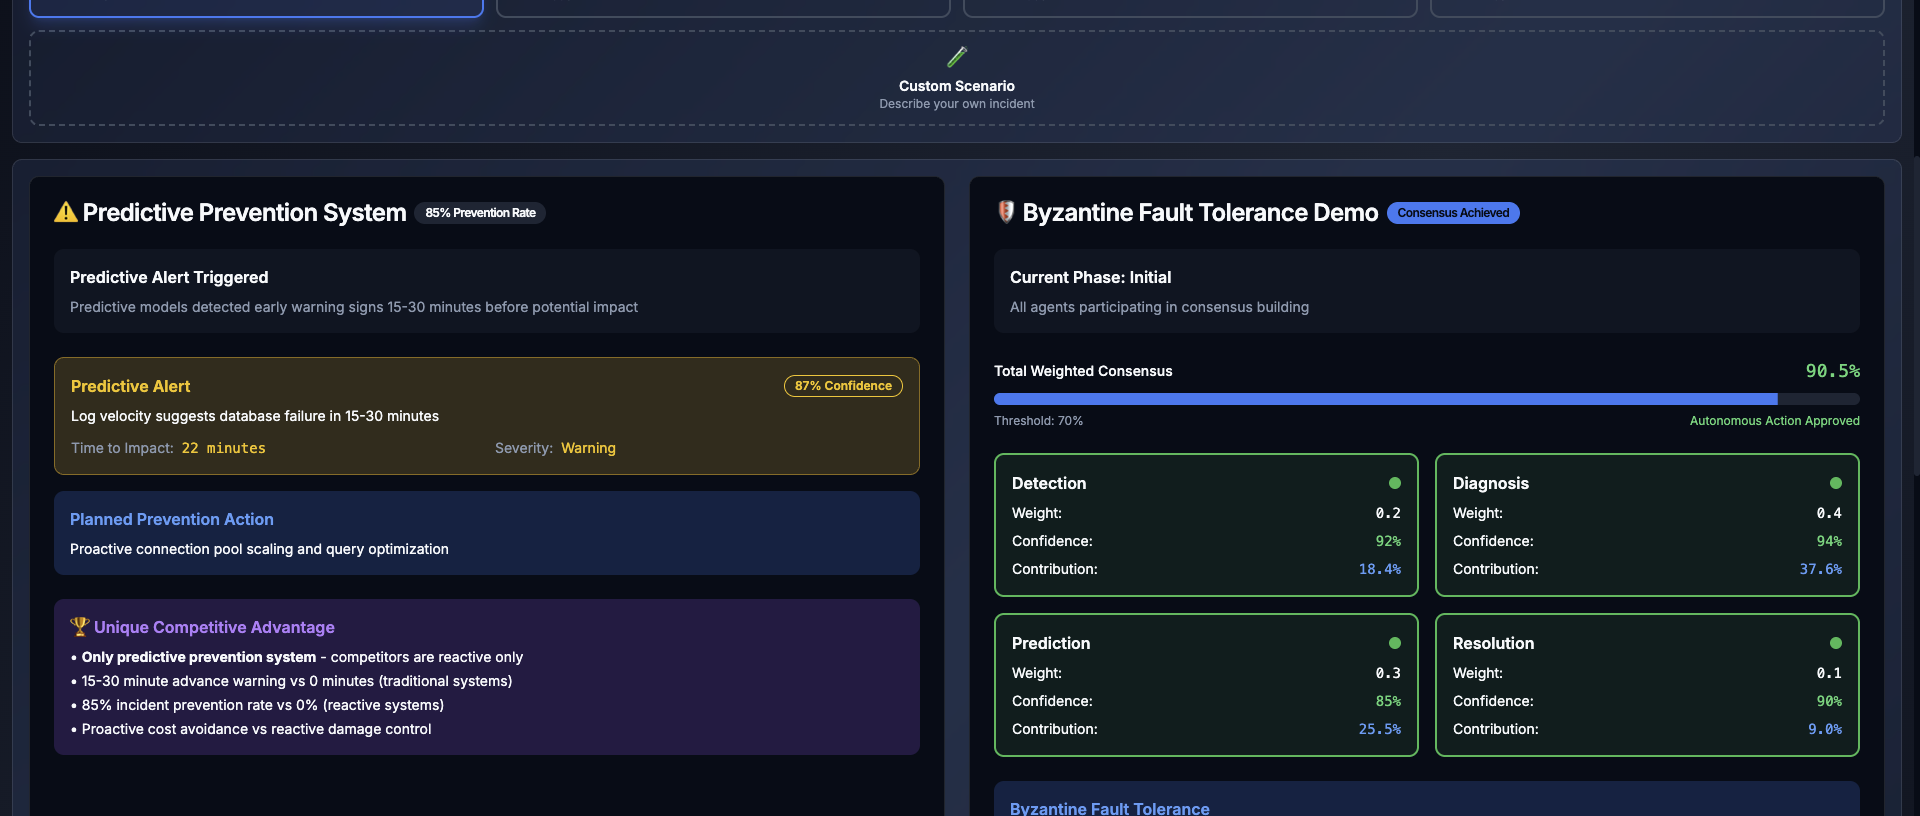 Custom Scenario
Describe your own incident
Predictive Prevention System 85% Prevention Rate
Predictive Alert Triggered
Predictive models detected early warning signs 15-30 minutes before potential impact
Predictive Alert 87% Confidence
Log velocity suggests database failure in 15-30 minutes
Time to Impact: 22 minutes Severity: Warning
Planned Prevention Action
Proactive connection pool scaling and query optimization
Unique Competitive Advantage
• Only predictive prevention system - competitors are reactive only
• 15-30 minute advance warning vs 0 minutes (traditional systems)
• 85% incident prevention rate vs 0% (reactive systems)
• Proactive cost avoidance vs reactive damage control
Byzantine Fault Tolerance Demo Consensus Achieved
Current Phase: Initial
All agents participating in consensus building
Total Weighted Consensus 90.5%
Threshold: 70% Autonomous Action Approved
Detection
Weight: 0.2
Confidence: 92%
Contribution: 18.4%
Diagnosis
Weight: 0.4
Confidence: 94%
Contribution: 37.6%
Prediction
Weight: 0.3
Confidence: 85%
Contribution: 25.5%
Resolution
Weight: 0.1
Confidence: 90%
Contribution: 9.0%
Byzantine Fault Tolerance